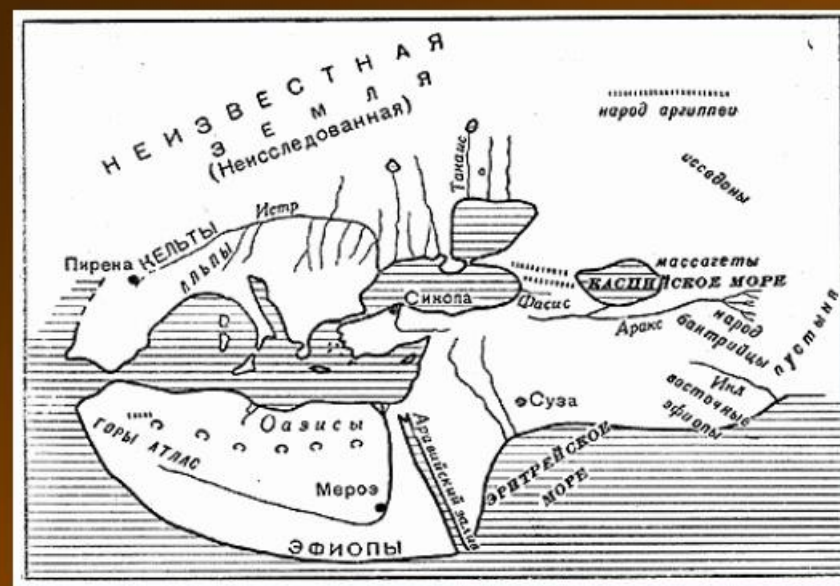 НЕИЗВЕСТНАЯ
ЗЕМЛЯ
(Неисследованная)
народ аргиппеи
исседоны
Танаис
Истр
КЕЛЬТЫ
Пирена
АЛЬПЫ
массагеты
КАСПИЙСКОЕ МОРЕ
Синопа
Фасис
Аракс
народ
бактрийцы
пустыня
Инд
восточные
эфиопы
Суза
Оазисы
ГОРЫ АТЛАС
Аравийский залив
ЭРИТРЕЙСКОЕ
МОРЕ
Мероэ
ЭФИОПЫ